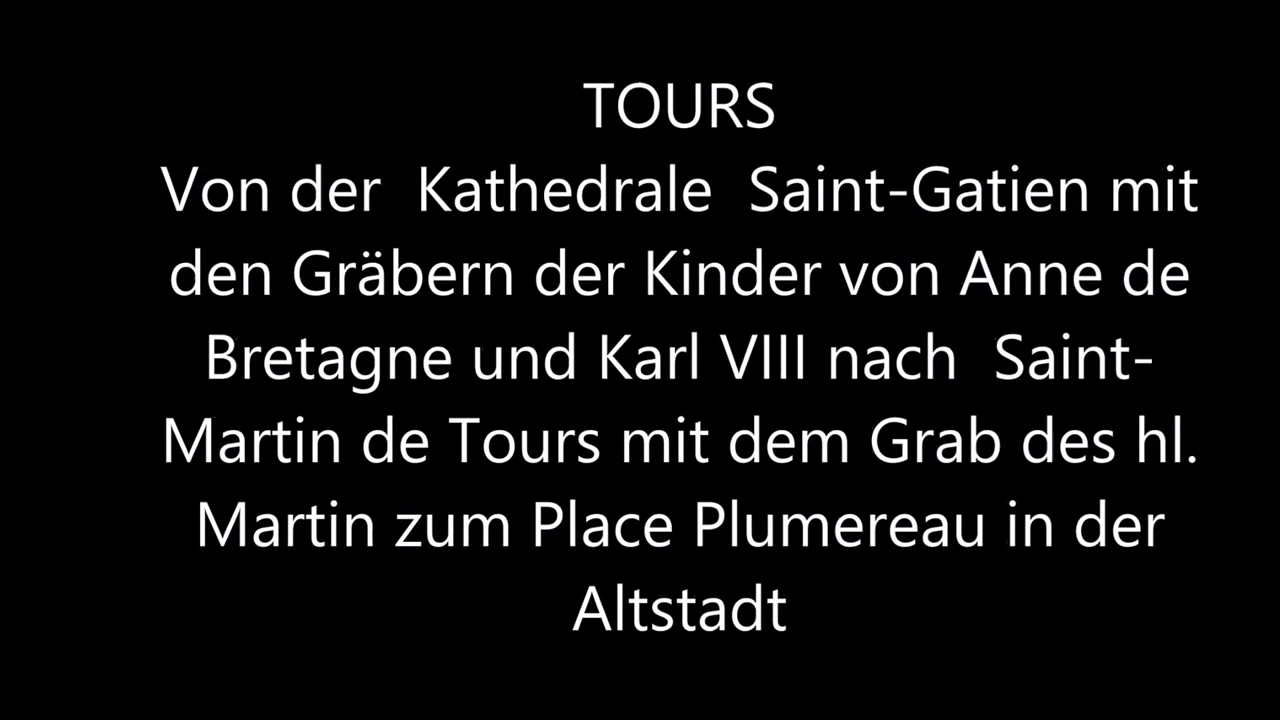 TOURS
Von der  Kathedrale  Saint-Gatien mit
den Gräbern der Kinder von Anne de
Bretagne und Karl VIII nach  Saint-
Martin de Tours mit dem Grab des hl.
Martin zum Place Plumereau in der
Altstadt